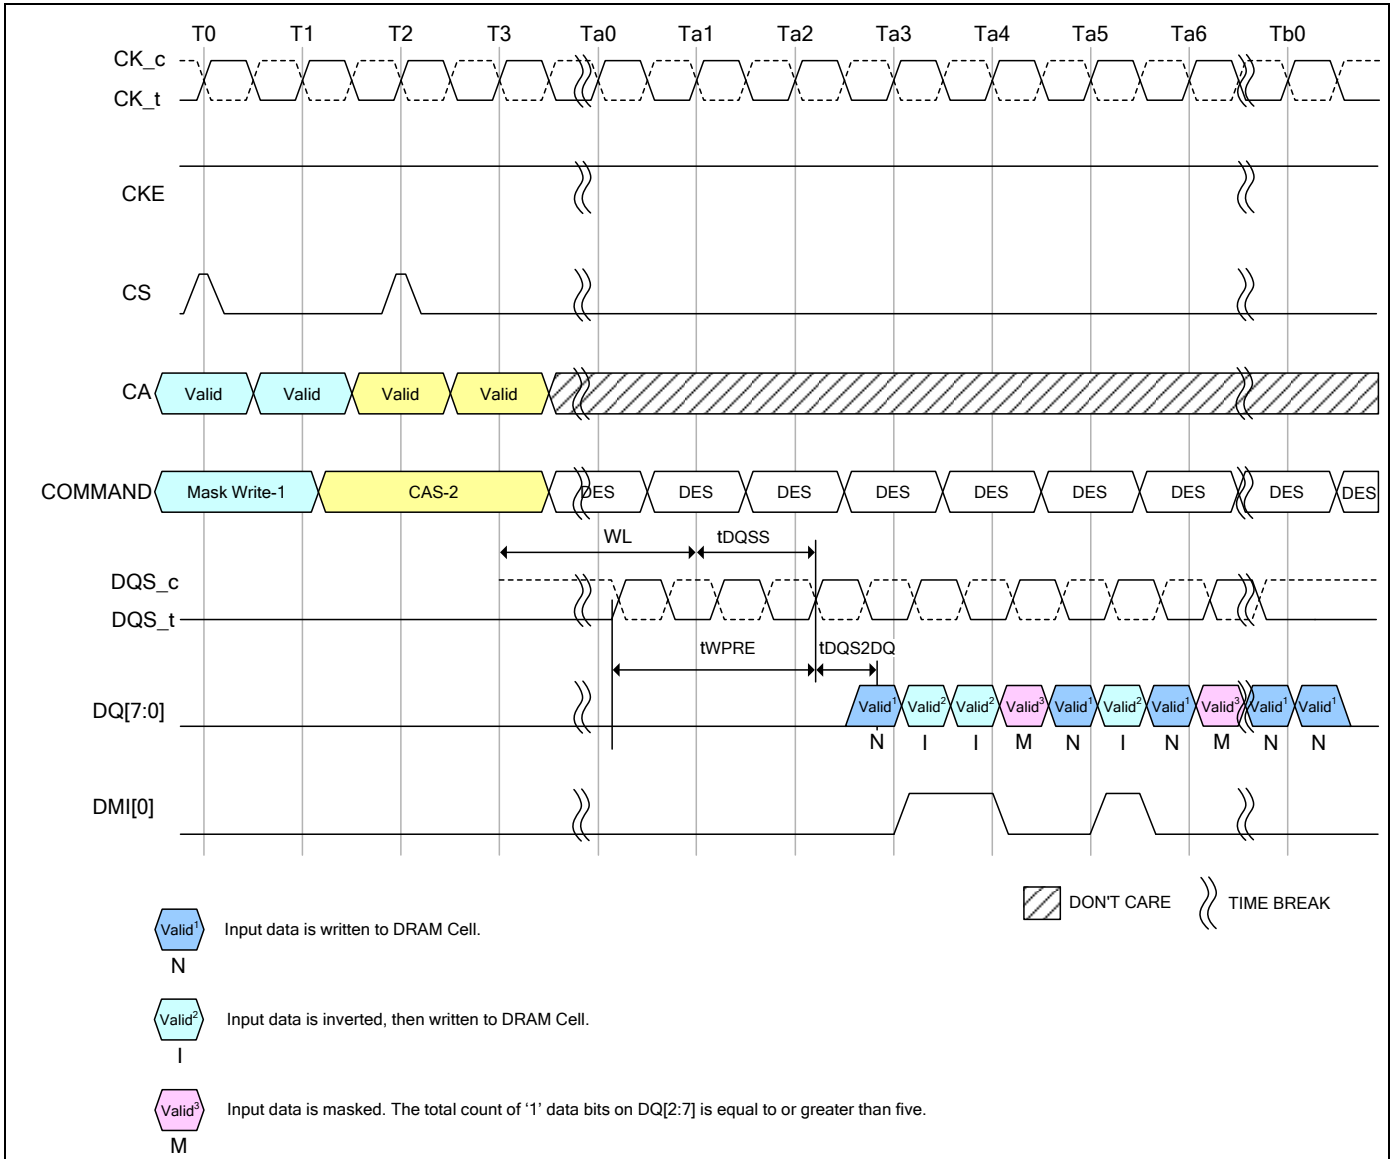 T0 T1 T2 T3 Ta0 Ta1 Ta2 Ta3 Ta4 Ta5 Ta6 Tb0
CK_c
CK_t
CKE
CS
CA Valid Valid Valid Valid
COMMAND Mask Write-1 CAS-2 DES DES DES DES DES DES DES DES DES
WL tDQSS
DQS_c
DQS_t
tWPRE tDQS2DQ
DQ[7:0] Valid¹ Valid² Valid² Valid³ Valid¹ Valid² Valid¹ Valid³ Valid¹ Valid¹
N I I M N I N M N N
DMI[0]
DON'T CARE TIME BREAK
Valid¹ Input data is written to DRAM Cell.
N
Valid² Input data is inverted, then written to DRAM Cell.
I
Valid³ Input data is masked. The total count of ‘1’ data bits on DQ[2:7] is equal to or greater than five.
M